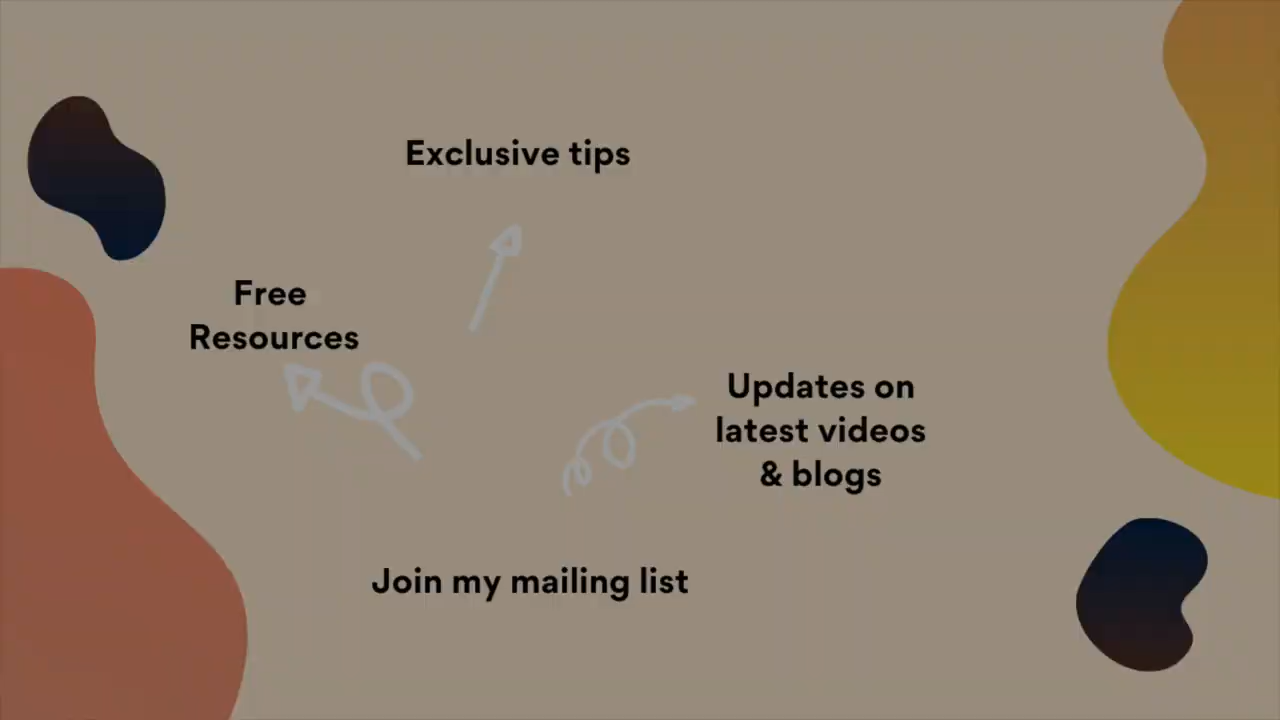 Exclusive tips
Free
Resources
Updates on
latest videos
& blogs
Join my mailing list